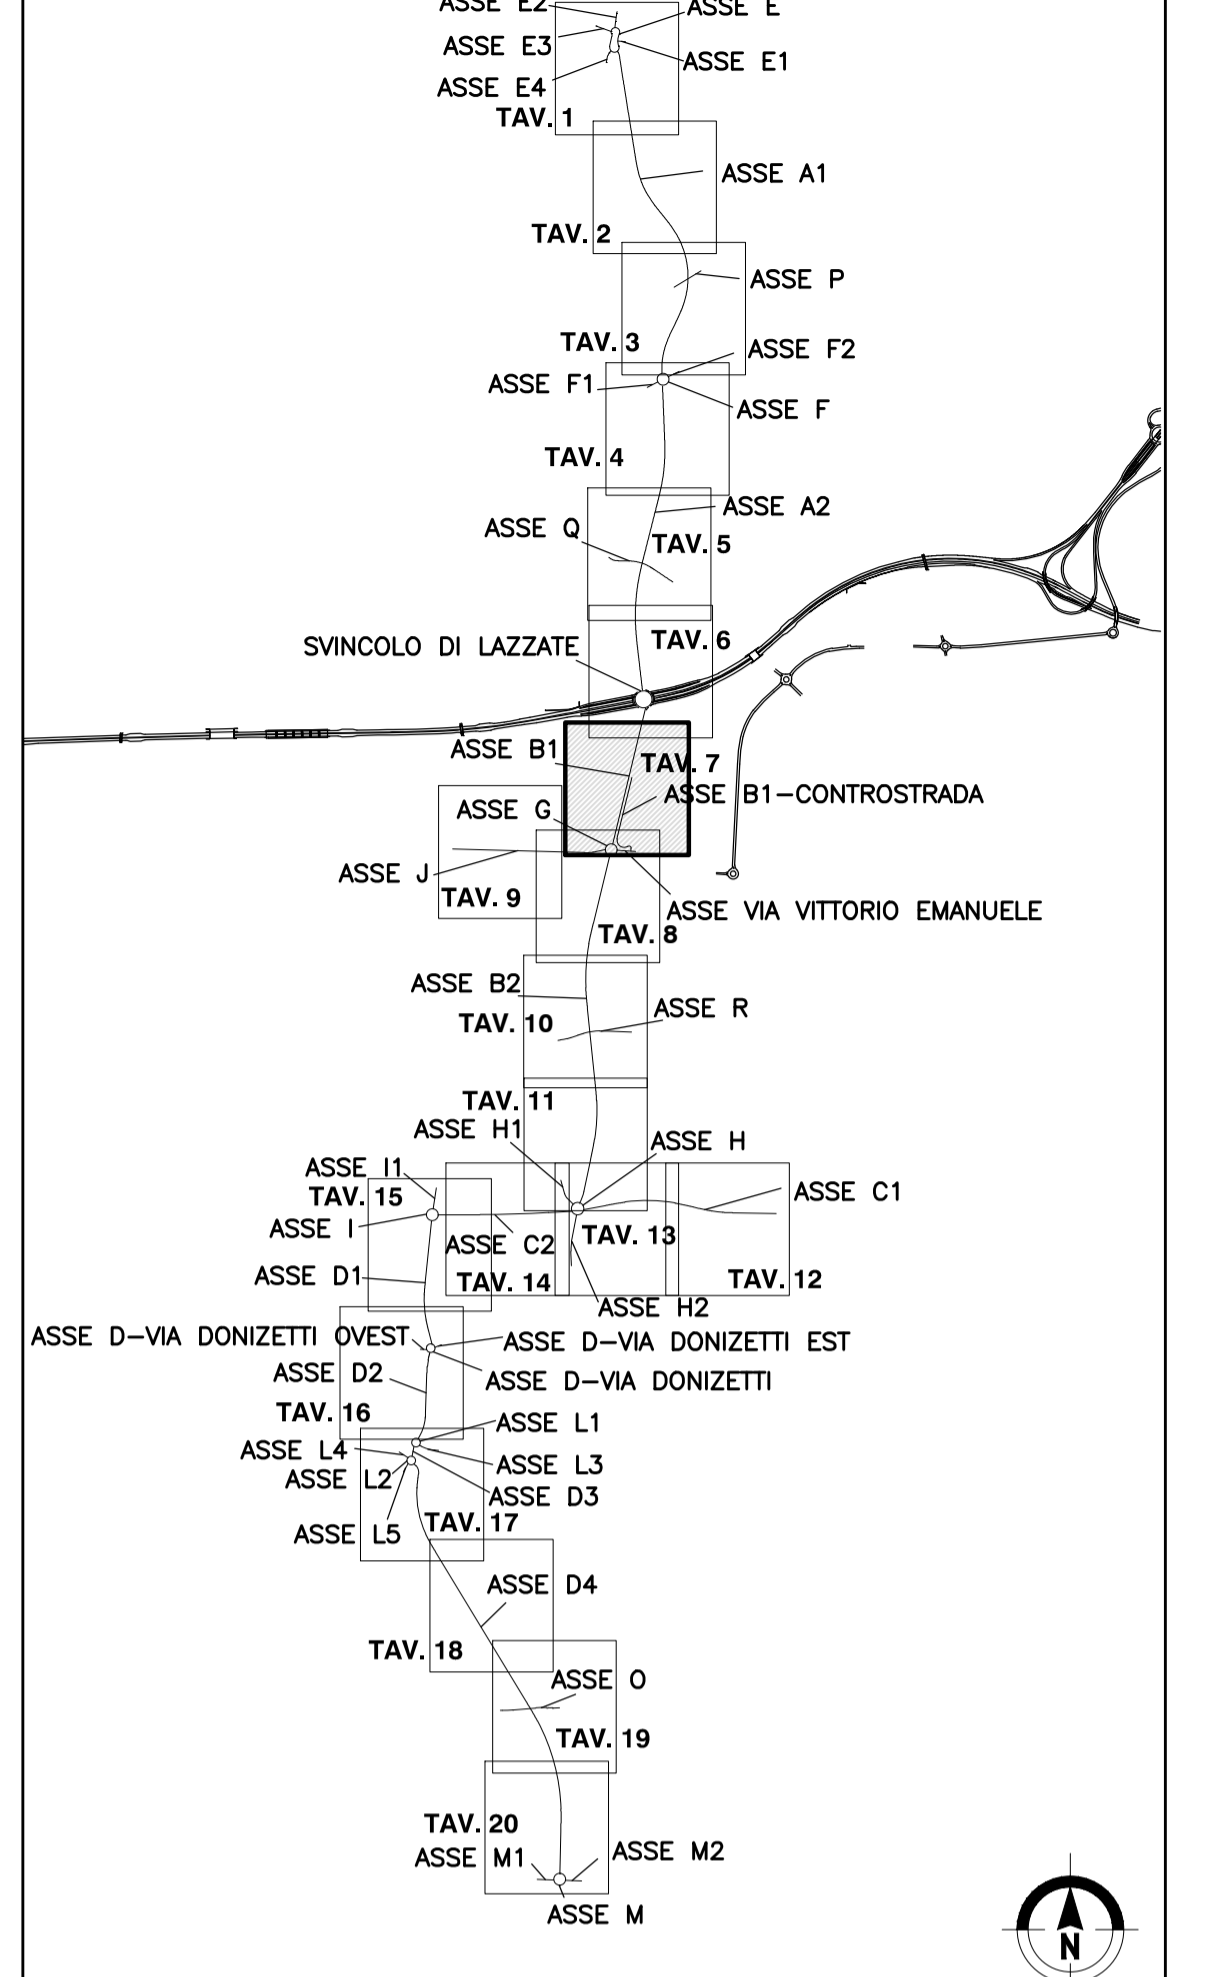 ASSE E2
ASSE E
ASSE E3
ASSE E1
ASSE E4
TAV. 1
ASSE A1
TAV. 2
ASSE P
TAV. 3
ASSE F2
ASSE F1
ASSE F
TAV. 4
ASSE A2
ASSE Q
TAV. 5
SVINCOLO DI LAZZATE
TAV. 6
ASSE B1
TAV. 7
ASSE B1-CONTROSTRADA
ASSE G
ASSE J
TAV. 9
ASSE VIA VITTORIO EMANUELE
TAV. 8
ASSE B2
ASSE R
TAV. 10
TAV. 11
ASSE H1
ASSE H
ASSE I1
TAV. 15
ASSE C1
ASSE I
TAV. 13
ASSE C2
ASSE D1
TAV. 14
TAV. 12
ASSE H2
ASSE D-VIA DONIZETTI OVEST
ASSE D-VIA DONIZETTI EST
ASSE D2
ASSE D-VIA DONIZETTI
TAV. 16
ASSE L1
ASSE L4
ASSE L3
ASSE L2
ASSE D3
TAV. 17
ASSE L5
ASSE D4
TAV. 18
ASSE O
TAV. 19
TAV. 20
ASSE M1
ASSE M2
ASSE M
N